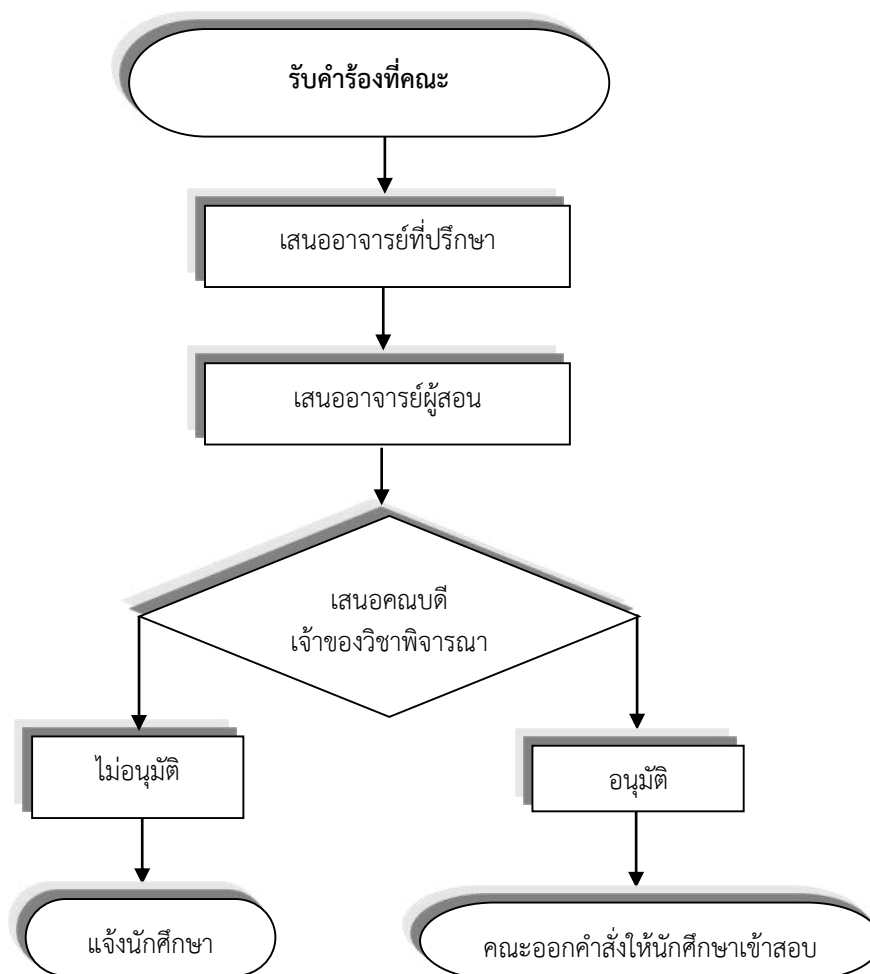 รับคำร้องที่คณะ
เสนออาจารย์ที่ปรึกษา
เสนออาจารย์ผู้สอน
เสนอคณบดี
เจ้าของวิชาพิจารณา
ไม่อนุมัติ
อนุมัติ
แจ้งนักศึกษา
คณะออกคำสั่งให้นักศึกษาเข้าสอบ